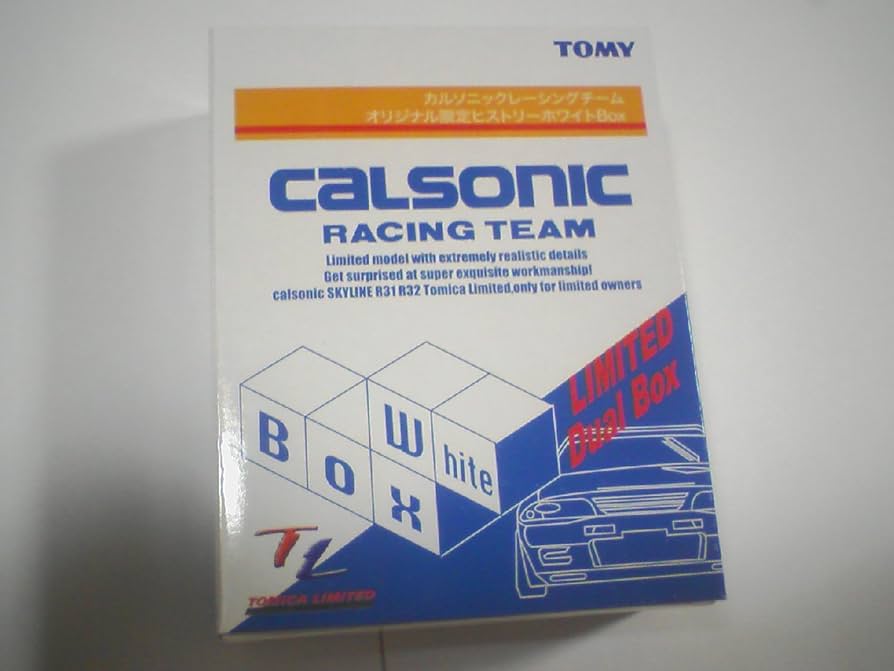 TOMY
カルソニックレーシングチーム
オリジナル限定ヒストリーホワイトBox
CALSONIC
RACING TEAM
Limited model with extremely realistic details
Get surprised at super exquisite workmanship!
calsonic SKYLINE R31 R32 Tomica Limited,only for limited owners
LIMITED
Dual Box
White
Box
TL
TOMICA LIMITED